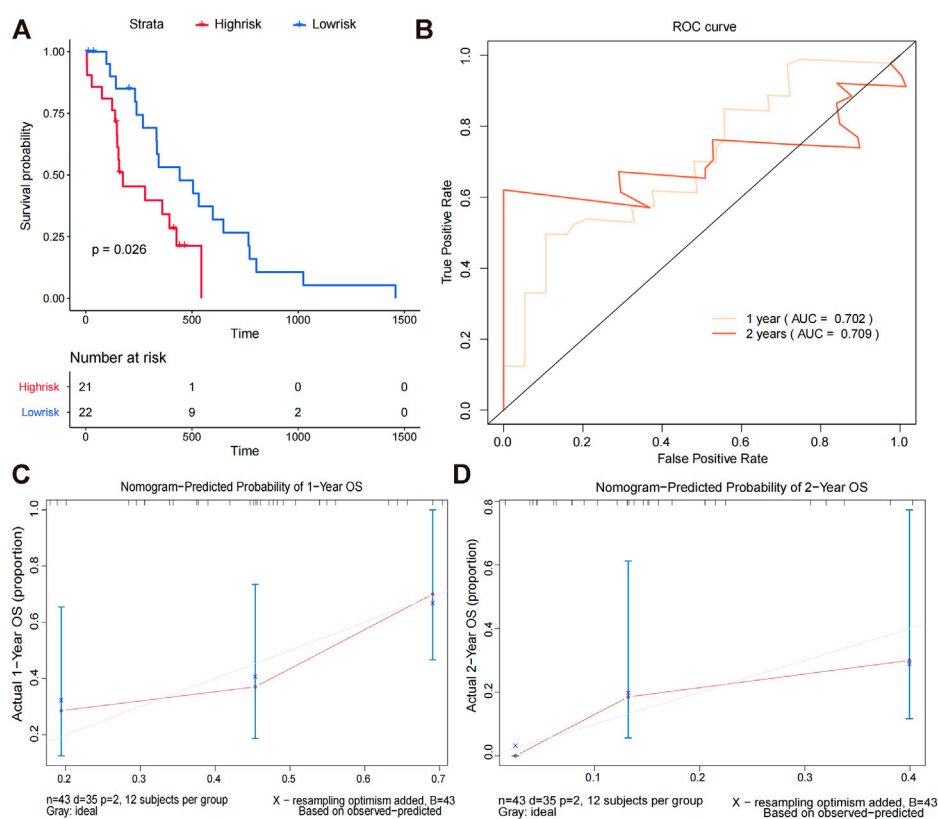 A
Strata Highrisk Lowrisk
1.00
0.75
0.50
0.25
0.00
Survival probability
p = 0.026
0 500 1000 1500
Time
Number at risk
Highrisk 21 1 0 0
Lowrisk 22 9 2 0
0 500 1000 1500
Time
B
ROC curve
1.0
0.8
0.6
0.4
0.2
0.0
True Positive Rate
1 year ( AUC = 0.702 )
2 years ( AUC = 0.709 )
0.0 0.2 0.4 0.6 0.8 1.0
False Positive Rate
C
Nomogram−Predicted Probability of 1−Year OS
1.0
0.8
0.6
0.4
0.2
Actual 1−Year OS (proportion)
0.2 0.3 0.4 0.5 0.6 0.7
n=43 d=35 p=2, 12 subjects per group
Gray: ideal
X − resampling optimism added, B=43
Based on observed−predicted
D
Nomogram−Predicted Probability of 2−Year OS
0.8
0.6
0.4
0.2
0.0
Actual 2−Year OS (proportion)
0.1 0.2 0.3 0.4
n=43 d=35 p=2, 12 subjects per group
Gray: ideal
X − resampling optimism added, B=43
Based on observed−predicted